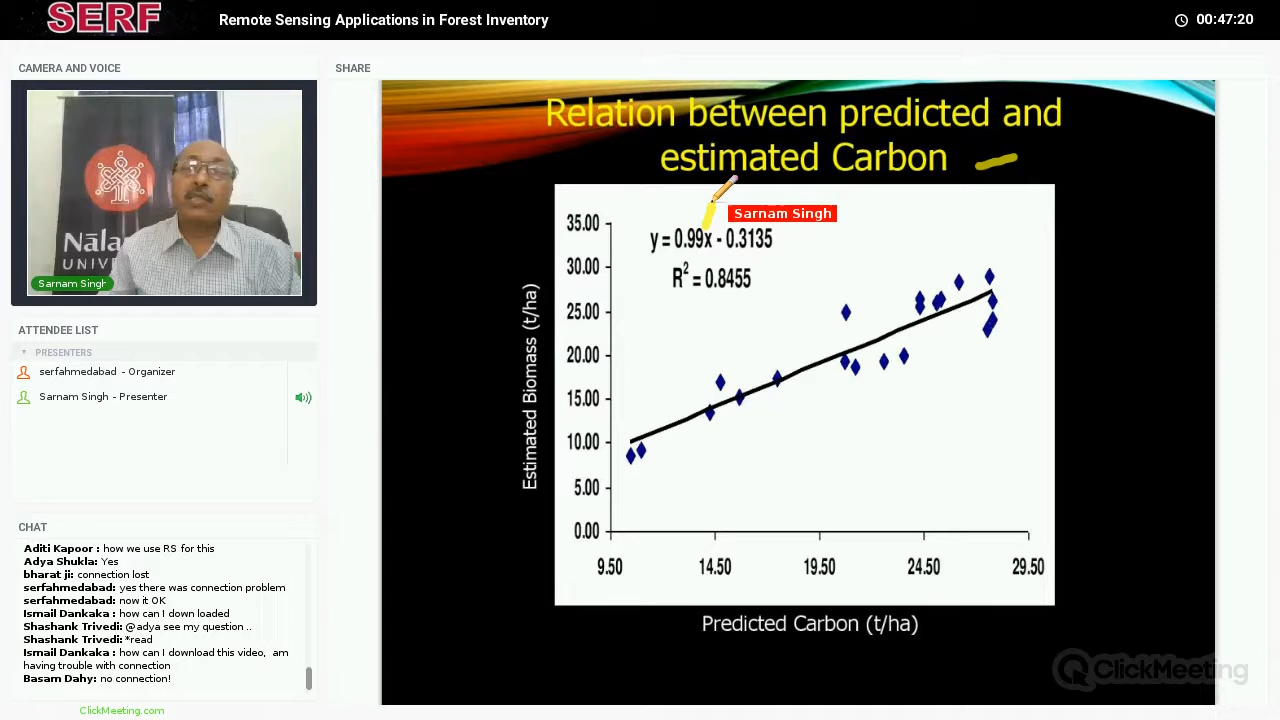 SERF
Remote Sensing Applications in Forest Inventory
00:47:20
CAMERA AND VOICE
SHARE
Nāla
UNIV
Sarnam Singh
ATTENDEE LIST
PRESENTERS
serfahmedabad - Organizer
Sarnam Singh - Presenter
CHAT
Aditi Kapoor : how we use RS for this
Adya Shukla: Yes
bharat ji: connection lost
serfahmedabad: yes there was connection problem
serfahmedabad: now it OK
Ismail Dankaka : how can I down loaded
Shashank Trivedi: @adya see my question ..
Shashank Trivedi: *read
Ismail Dankaka : how can I download this video, am
having trouble with connection
Basam Dahy: no connection!
ClickMeeting.com
Relation between predicted and
estimated Carbon
Sarnam Singh
y = 0.99x - 0.3135
R² = 0.8455
Estimated Biomass (t/ha)
35.00
30.00
25.00
20.00
15.00
10.00
5.00
0.00
9.50 14.50 19.50 24.50 29.50
Predicted Carbon (t/ha)
ClickMeeting